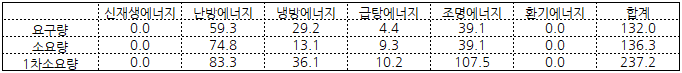 신재생에너지 난방에너지 냉방에너지 급탕에너지 조명에너지 환기에너지 합계
요구량 0.0 59.3 29.2 4.4 39.1 0.0 132.0
소요량 0.0 74.8 13.1 9.3 39.1 0.0 136.3
1차소요량 0.0 83.3 36.1 10.2 107.5 0.0 237.2